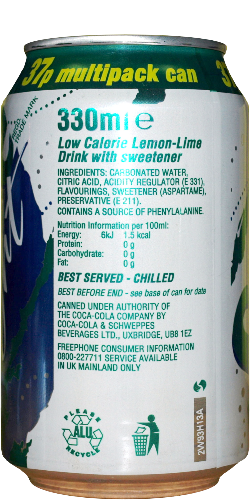 37p multipack can
TRADE MARK
330ml e
Low Calorie Lemon-Lime
Drink with sweetener
INGREDIENTS: CARBONATED WATER,
CITRIC ACID, ACIDITY REGULATOR (E 331),
FLAVOURINGS, SWEETENER (ASPARTAME),
PRESERVATIVE (E 211).
CONTAINS A SOURCE OF PHENYLALANINE.
Nutrition Information per 100ml:
Energy: 6kJ 1.5 kcal
Protein: 0 g
Carbohydrate: 0 g
Fat: 0 g
BEST SERVED - CHILLED
BEST BEFORE END - see base of can for date
CANNED UNDER AUTHORITY OF
THE COCA-COLA COMPANY BY
COCA-COLA & SCHWEPPES
BEVERAGES LTD., UXBRIDGE, UB8 1EZ
FREEPHONE CONSUMER INFORMATION
0800-227711 SERVICE AVAILABLE
IN UK MAINLAND ONLY
2W93H13A
PLEASE
ALU
RECYCLE